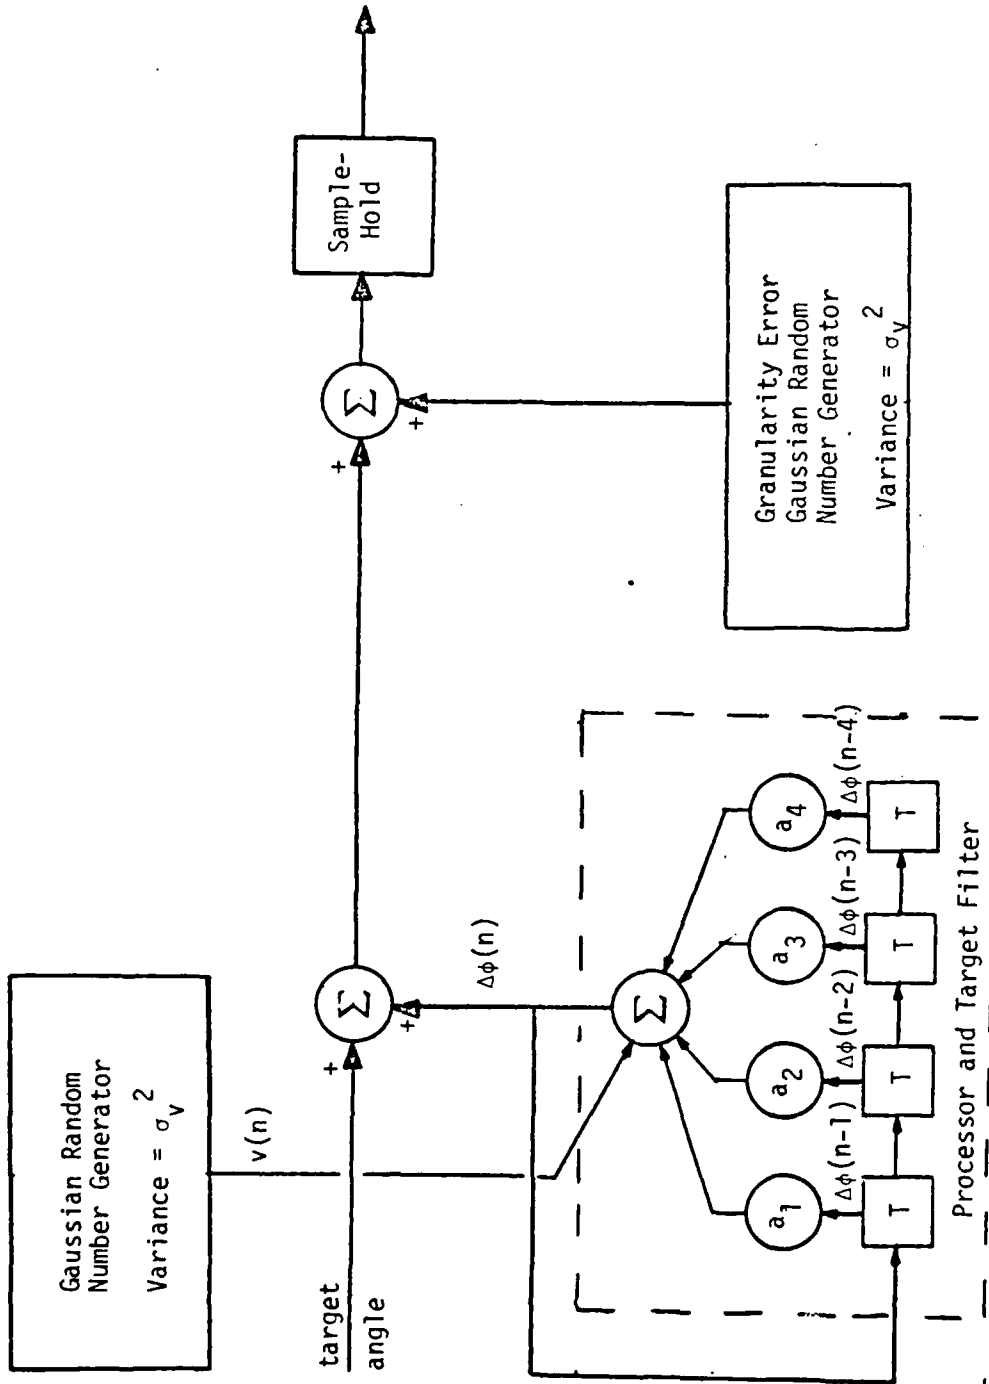 Gaussian Random
Number Generator
Variance = σᵥ²
v(n)
target
angle
+
+
Σ
Δφ(n)
+
+
Σ
Sample-
Hold
Granularity Error
Gaussian Random
Number Generator
Variance = σᵥ²
Σ
a₁
a₂
a₃
a₄
Δφ(n-1)
Δφ(n-2)
Δφ(n-3)
Δφ(n-4)
T
T
T
T
Processor and Target Filter